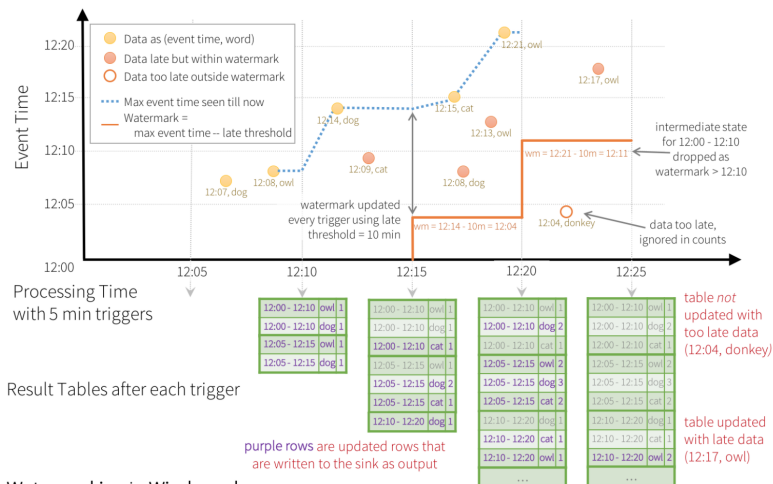 12:20
12:15
12:10
12:05
12:00
Event Time
Data as (event time, word)
Data late but within watermark
Data too late outside watermark
Max event time seen till now
Watermark =
max event time -- late threshold
12:07, dog
12:08, owl
12:14, dog
12:09, cat
12:15, cat
12:08, dog
12:13, owl
12:21, owl
12:17, owl
12:04, donkey
watermark updated
every trigger using late
threshold = 10 min
wm = 12:14 - 10m = 12:04
wm = 12:21 - 10m = 12:11
intermediate state
for 12:00 - 12:10
dropped as
watermark > 12:10
data too late,
ignored in counts
12:05
12:10
12:15
12:20
12:25
Processing Time
with 5 min triggers
Result Tables after each trigger
12:00 - 12:10 owl 1
12:00 - 12:10 dog 1
12:05 - 12:15 owl 1
12:05 - 12:15 dog 1
12:00 - 12:10 owl 1
12:00 - 12:10 dog 1
12:00 - 12:10 cat 1
12:05 - 12:15 owl 1
12:05 - 12:15 dog 2
12:05 - 12:15 cat 1
12:10 - 12:20 dog 1
12:00 - 12:10 owl 1
12:00 - 12:10 dog 2
12:00 - 12:10 cat 1
12:05 - 12:15 owl 2
12:05 - 12:15 dog 3
12:05 - 12:15 cat 2
12:10 - 12:20 dog 1
12:10 - 12:20 cat 1
12:10 - 12:20 owl 1
...
12:00 - 12:10 owl 1
12:00 - 12:10 dog 2
12:00 - 12:10 cat 1
12:05 - 12:15 owl 2
12:05 - 12:15 dog 3
12:05 - 12:15 cat 2
12:10 - 12:20 dog 1
12:10 - 12:20 cat 1
12:10 - 12:20 owl 2
...
table not
updated with
too late data
(12:04, donkey)
table updated
with late data
(12:17, owl)
purple rows are updated rows that
are written to the sink as output